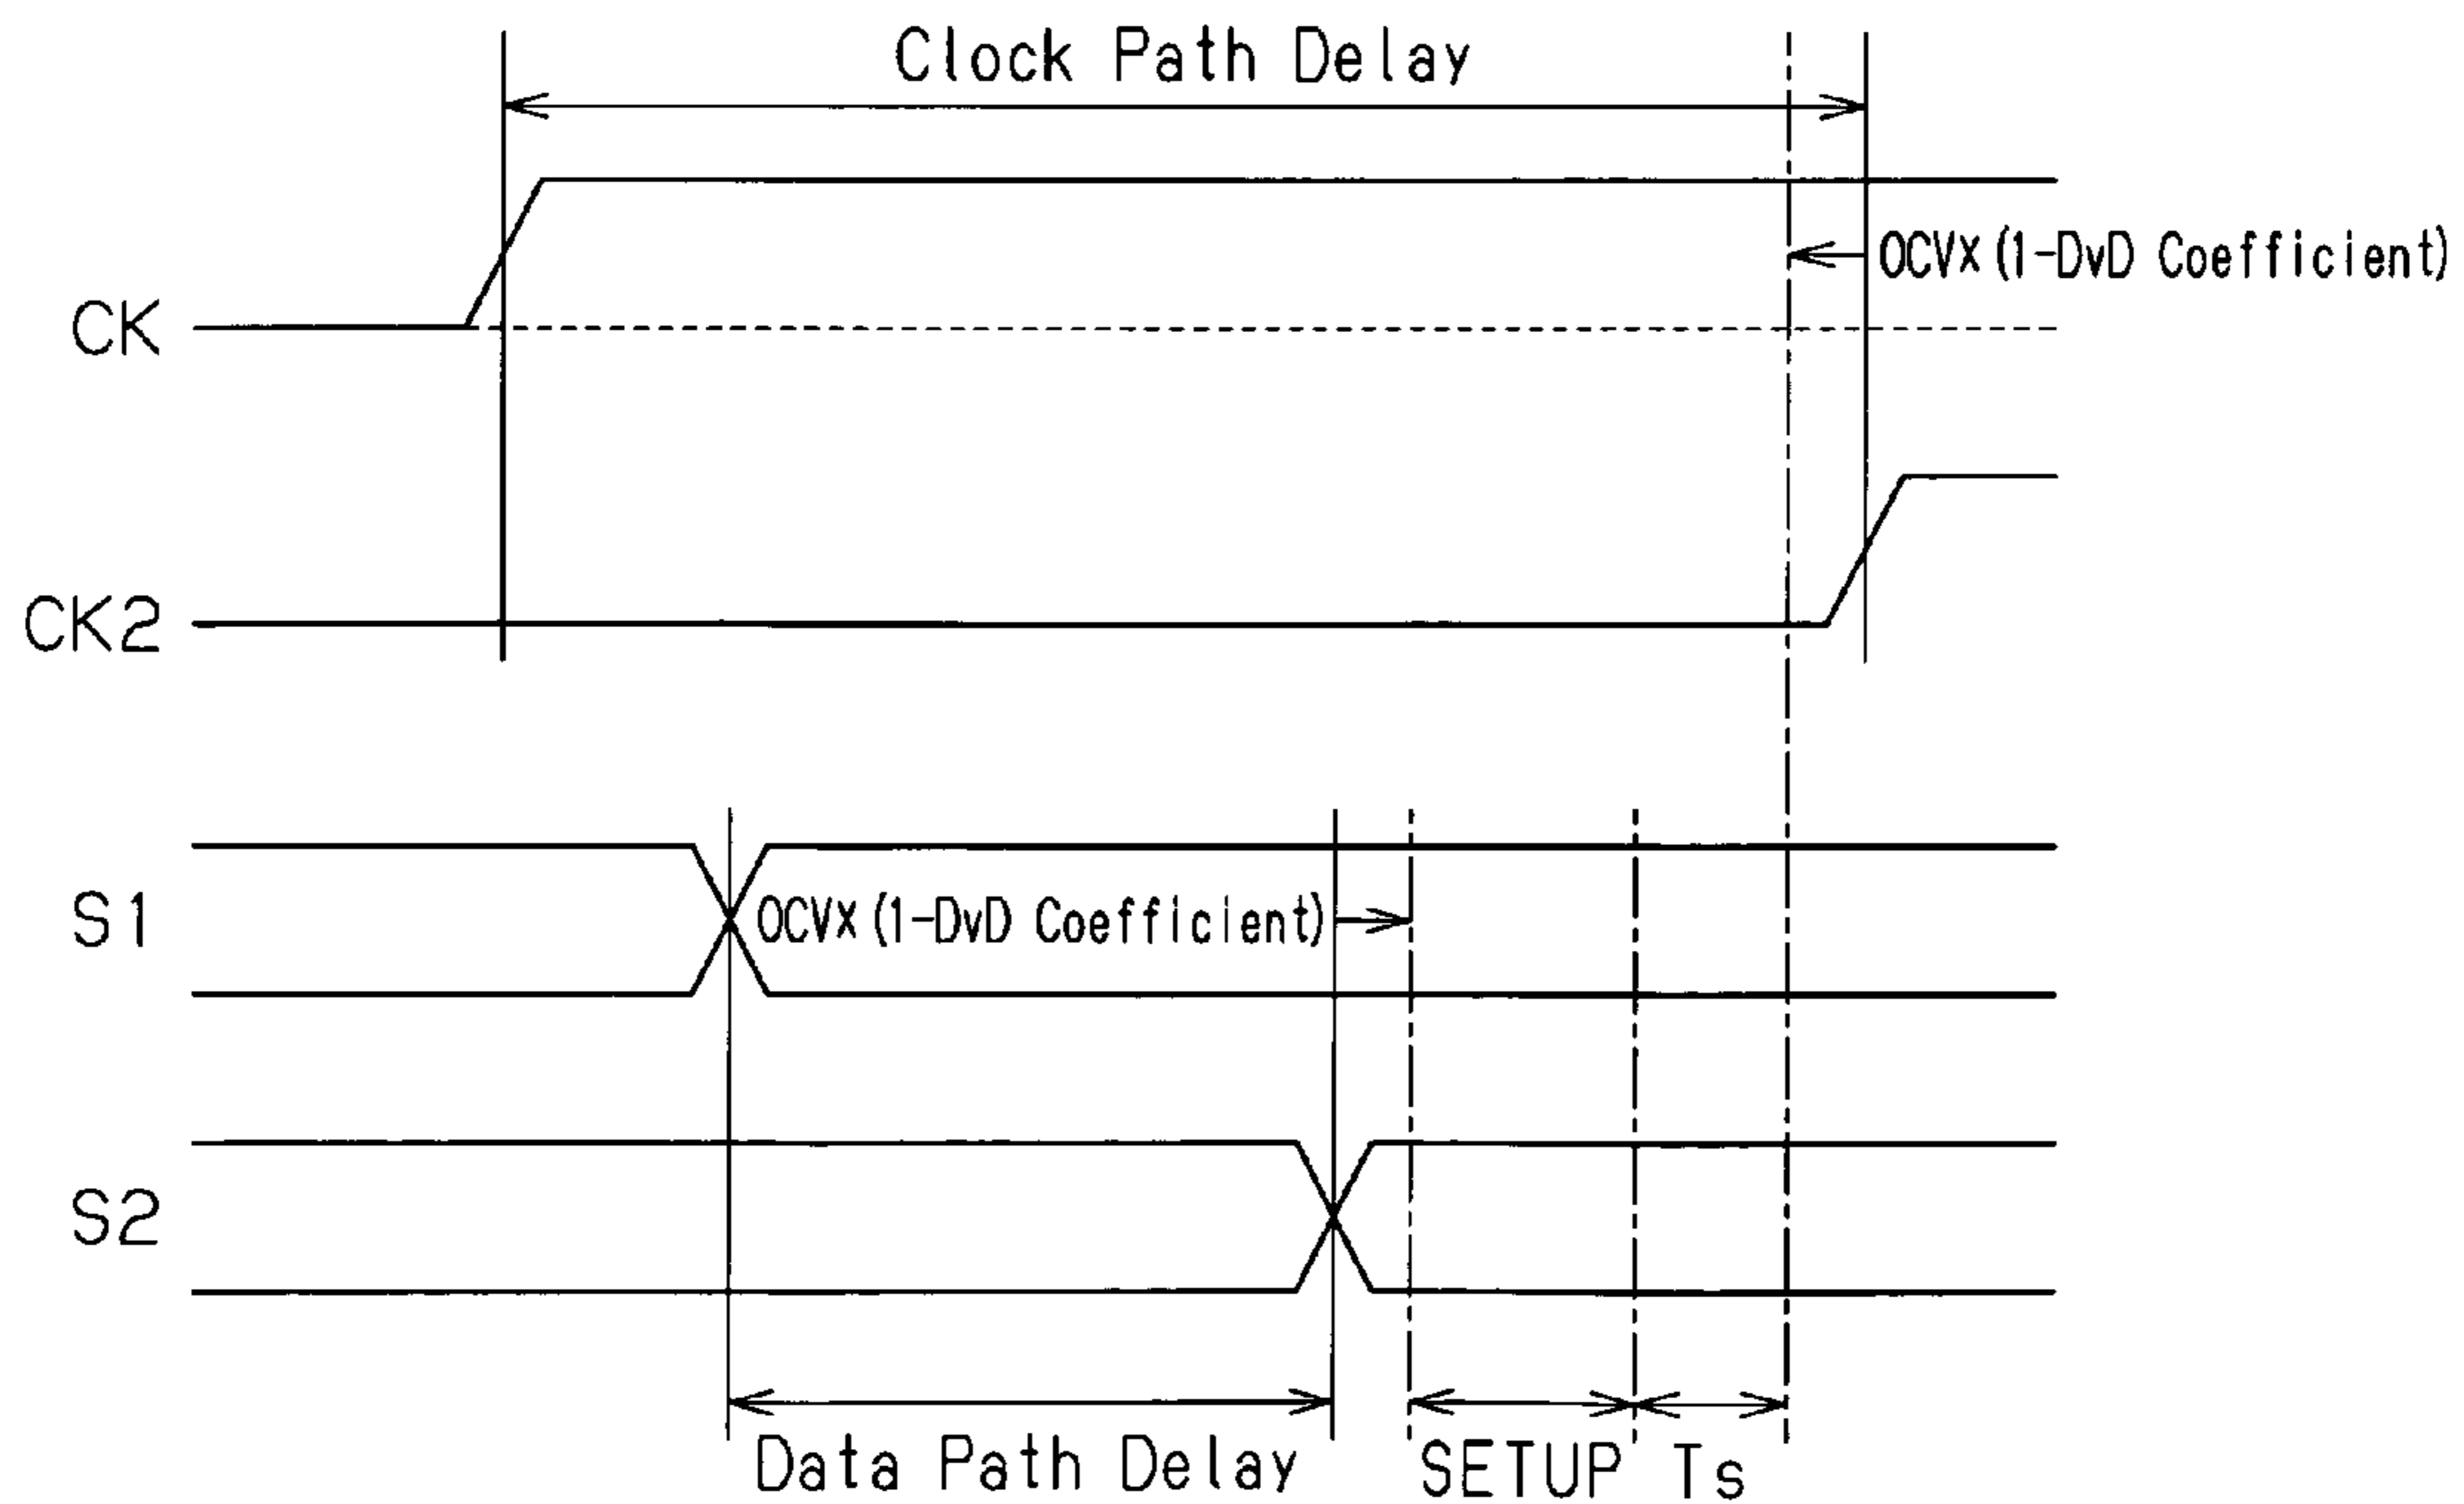 Clock Path Delay
OCVX(1-DvD Coefficient)
CK
CK2
S1
OCVX(1-DvD Coefficient)
S2
Data Path Delay
SETUP
Ts